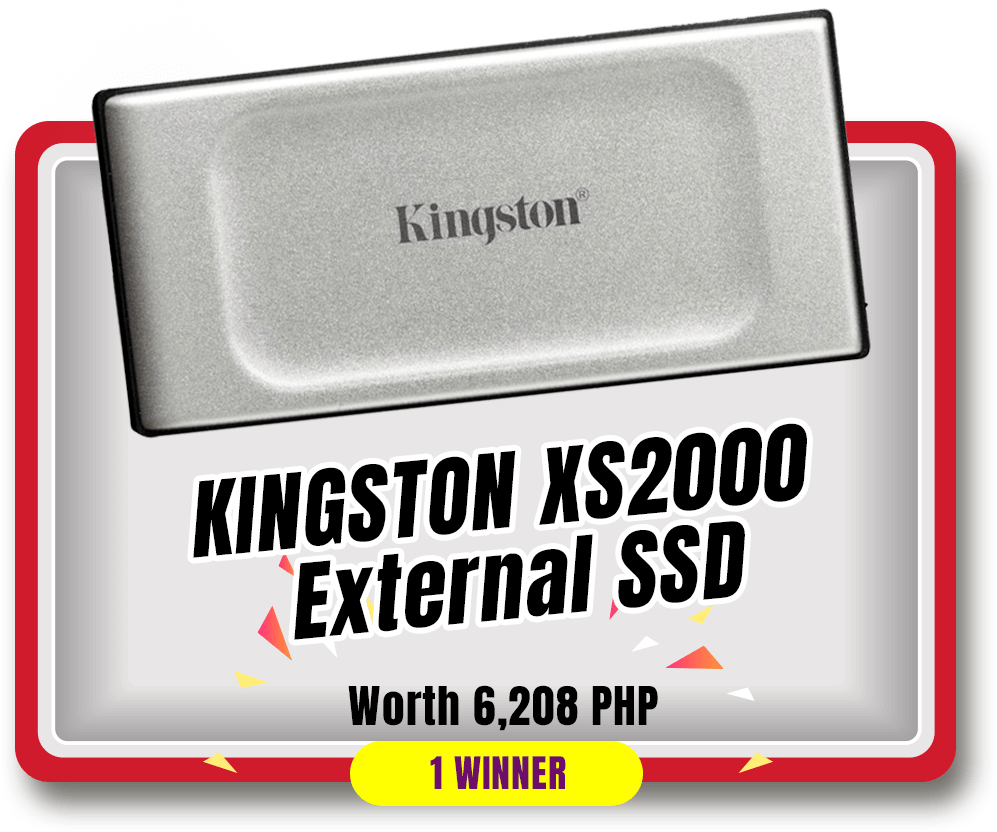 Kingston®
KINGSTON XS2000
External SSD
Worth 6,208 PHP
1 WINNER